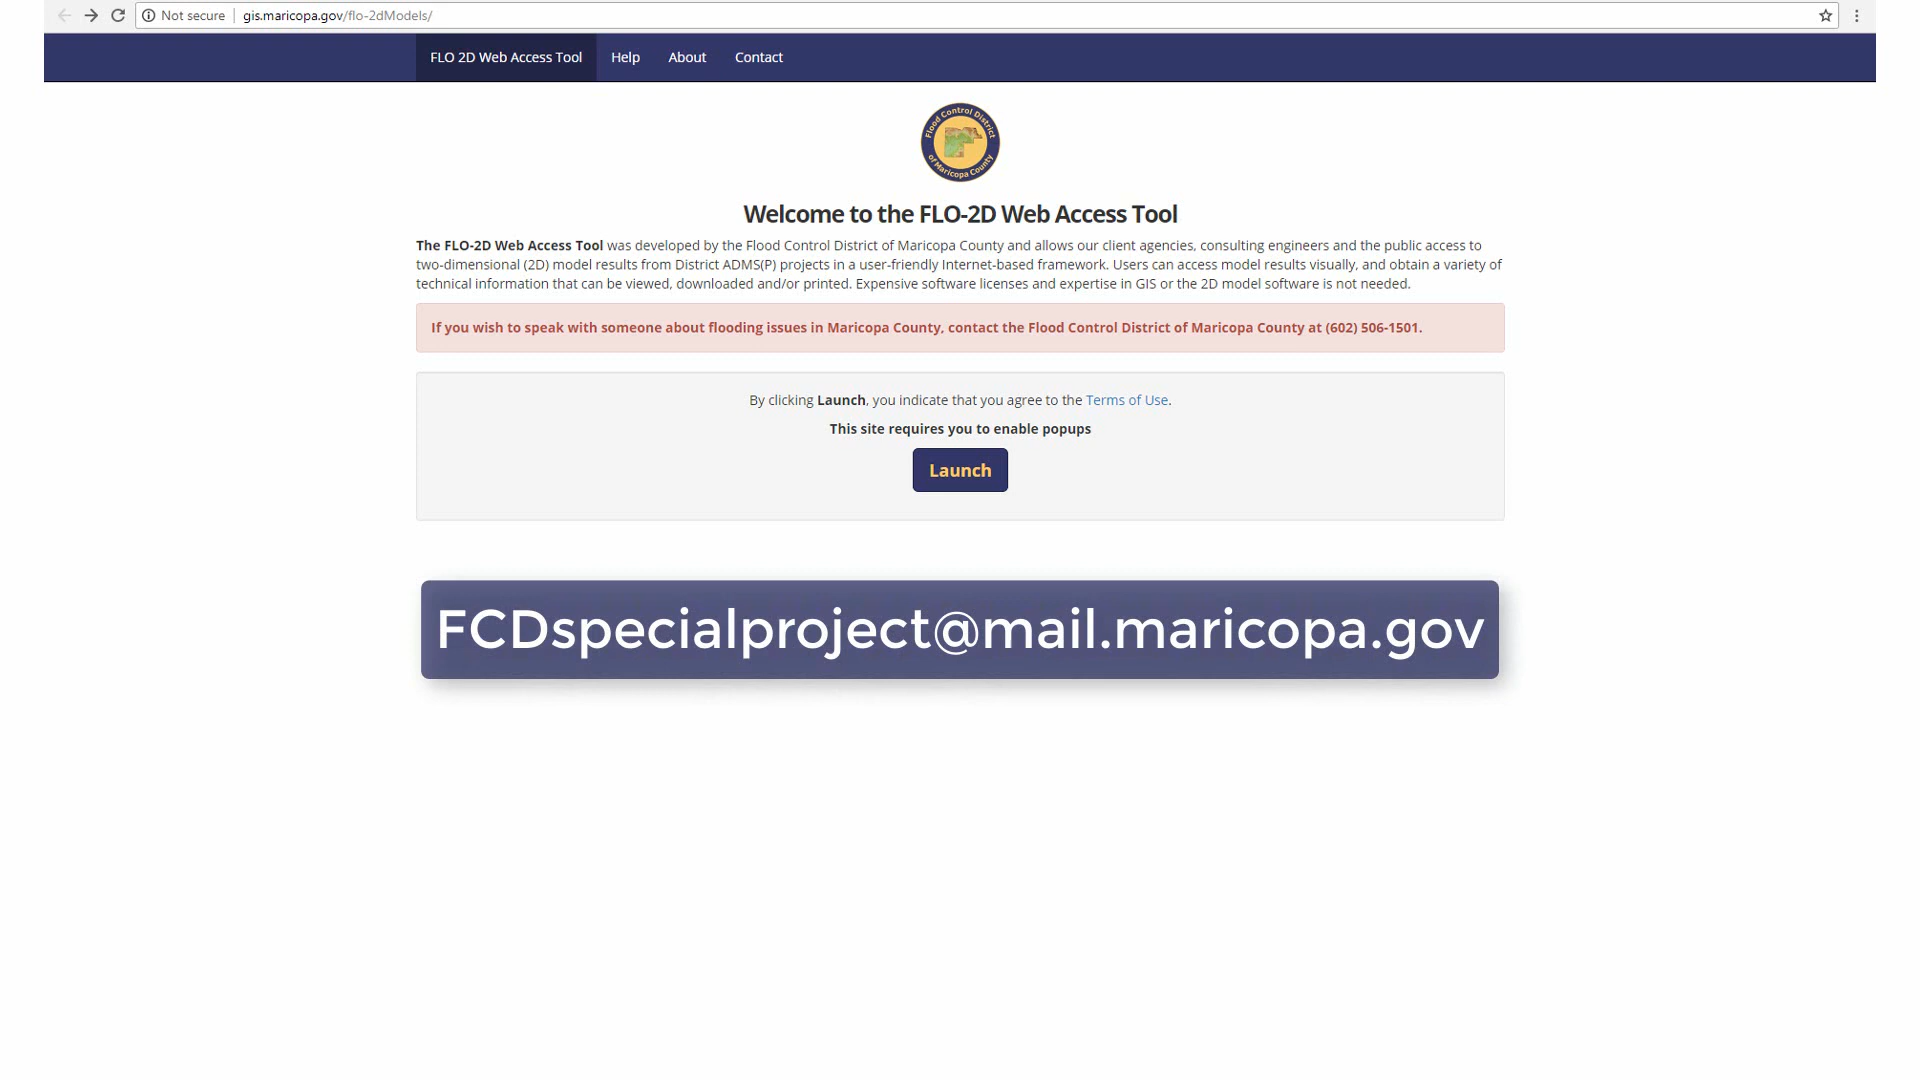 Not secure gis.maricopa.gov/flo-2dModels/
FLO 2D Web Access Tool Help About Contact
Flood Control District
of Maricopa County
Welcome to the FLO-2D Web Access Tool
The FLO-2D Web Access Tool was developed by the Flood Control District of Maricopa County and allows our client agencies, consulting engineers and the public access to
two-dimensional (2D) model results from District ADMS(P) projects in a user-friendly Internet-based framework. Users can access model results visually, and obtain a variety of
technical information that can be viewed, downloaded and/or printed. Expensive software licenses and expertise in GIS or the 2D model software is not needed.
If you wish to speak with someone about flooding issues in Maricopa County, contact the Flood Control District of Maricopa County at (602) 506-1501.
By clicking Launch, you indicate that you agree to the Terms of Use.
This site requires you to enable popups
Launch
FCDspecialproject@mail.maricopa.gov